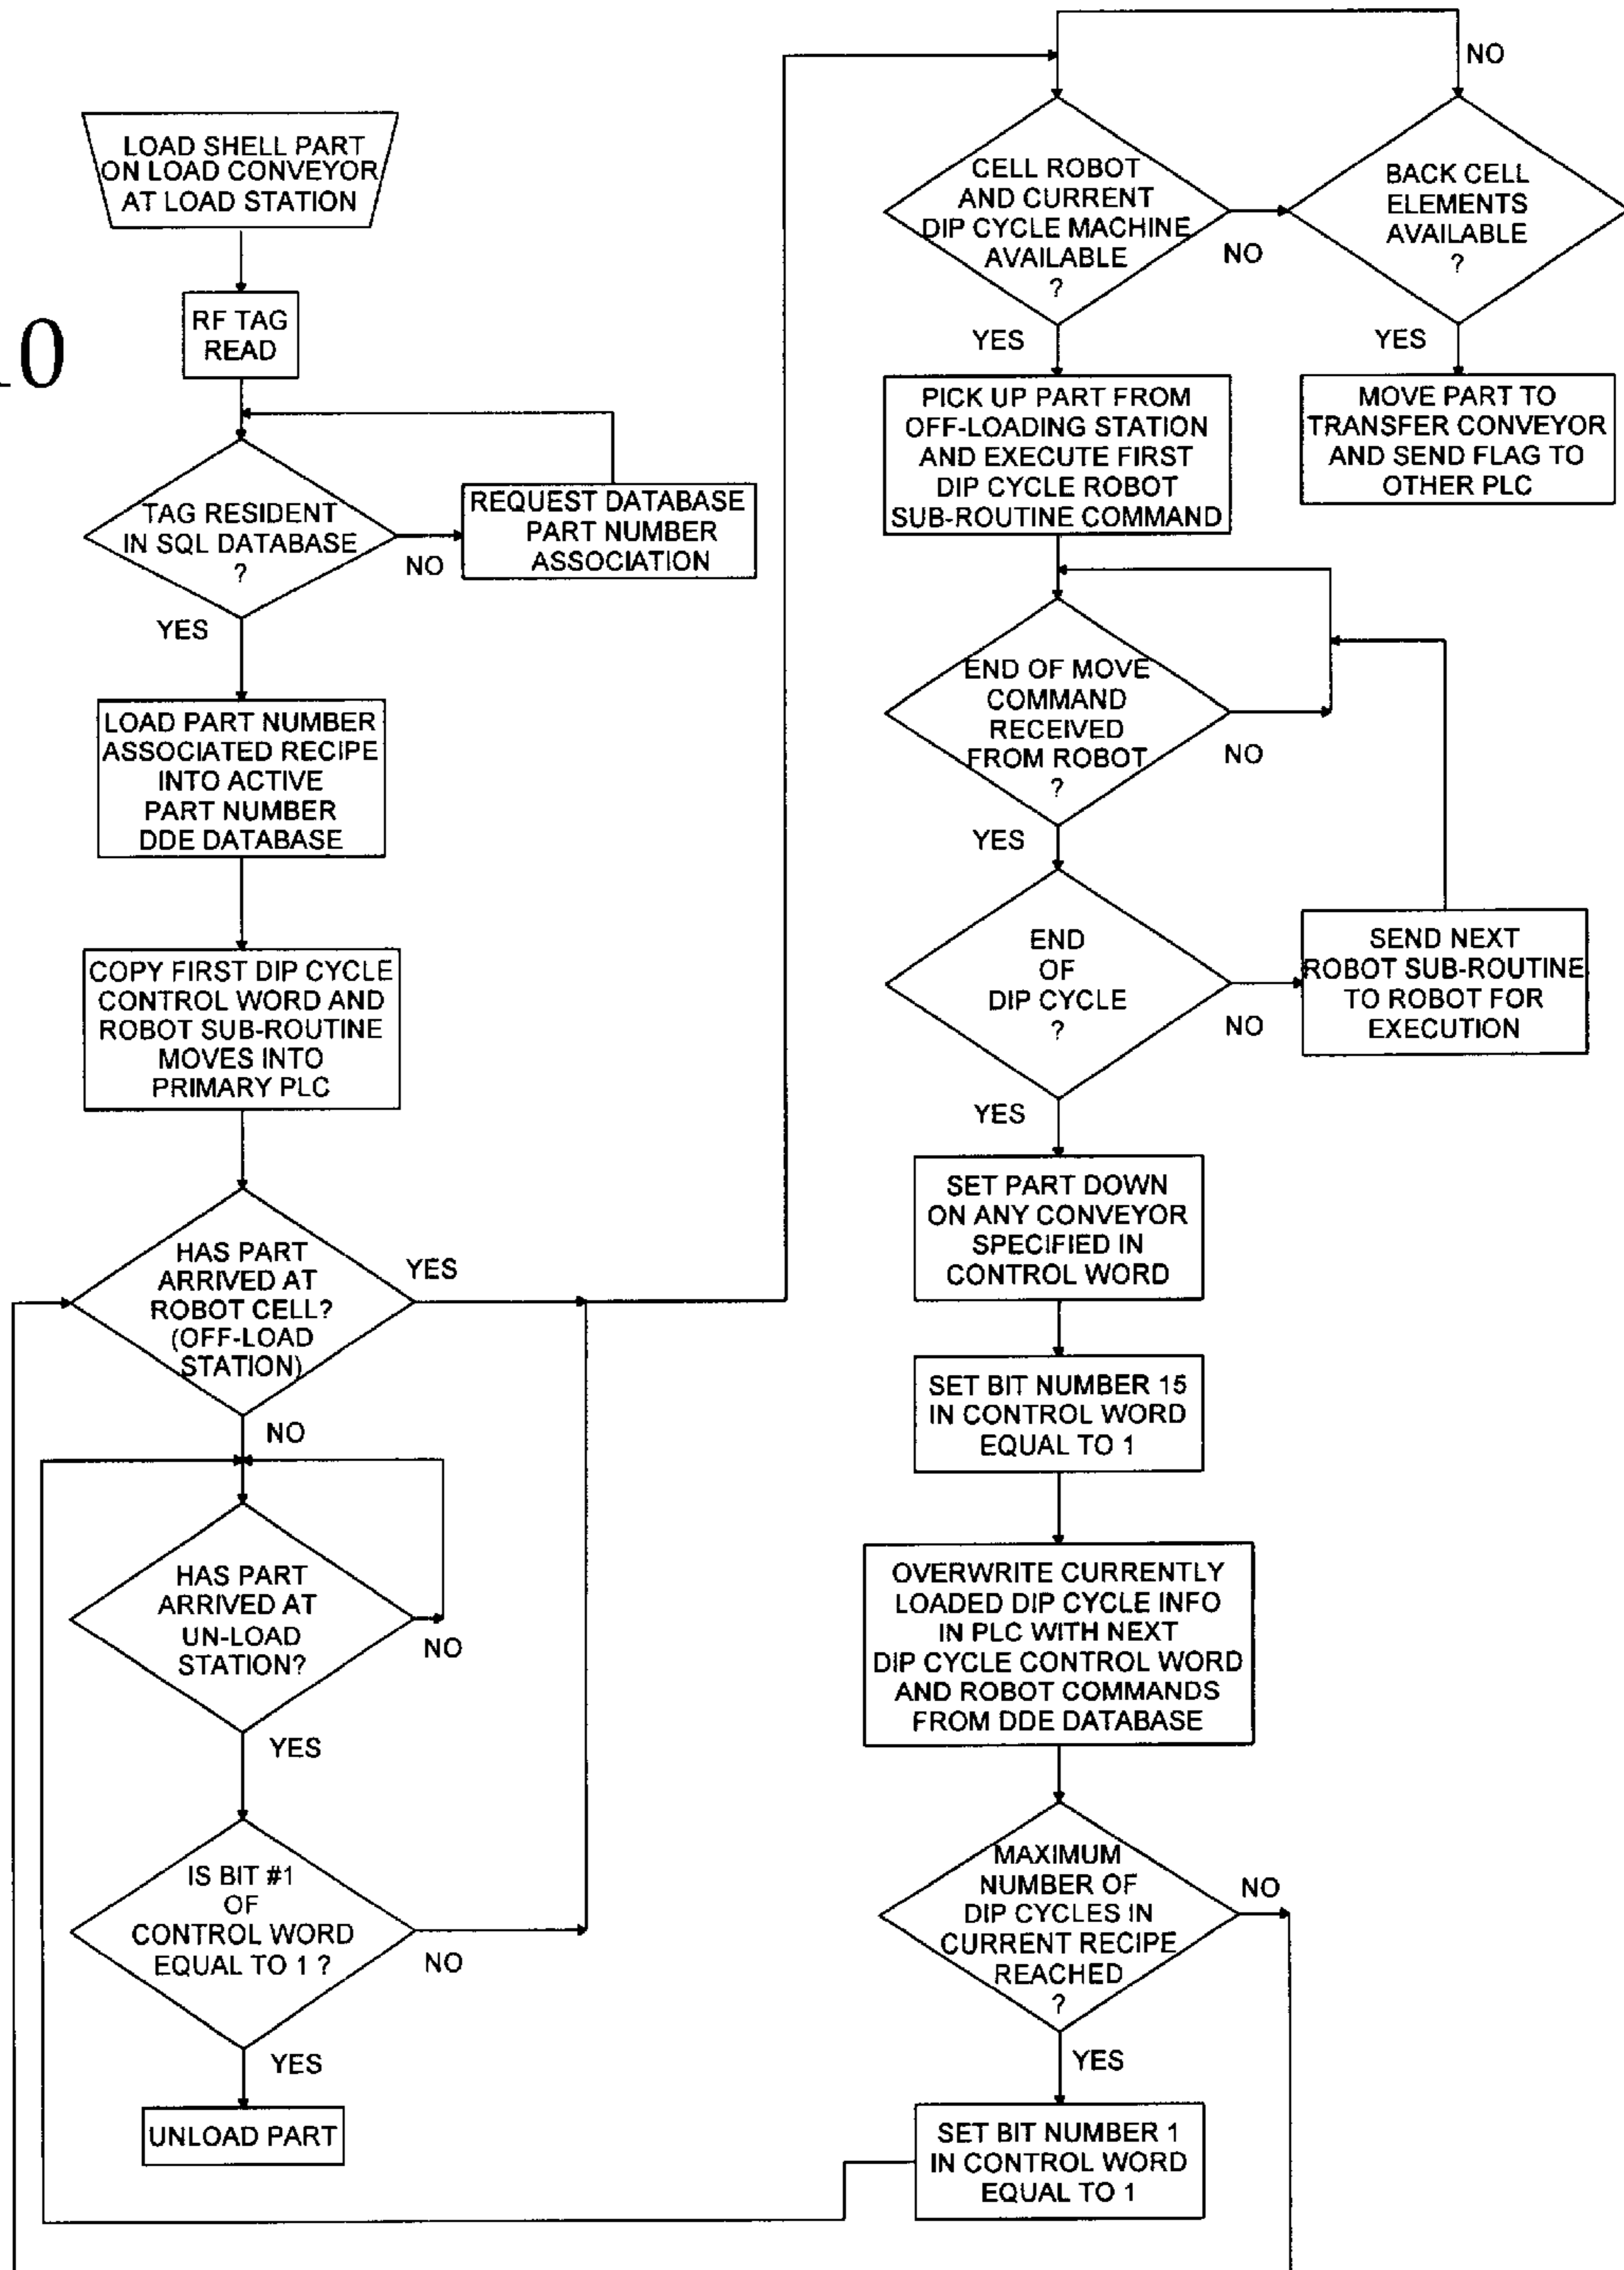 LOAD SHELL PART
ON LOAD CONVEYOR
AT LOAD STATION
RF TAG
READ
10
TAG RESIDENT
IN SQL DATABASE
?
NO
REQUEST DATABASE
PART NUMBER
ASSOCIATION
YES
LOAD PART NUMBER
ASSOCIATED RECIPE
INTO ACTIVE
PART NUMBER
DDE DATABASE
COPY FIRST DIP CYCLE
CONTROL WORD AND
ROBOT SUB-ROUTINE
MOVES INTO
PRIMARY PLC
HAS PART
ARRIVED AT
ROBOT CELL?
(OFF-LOAD
STATION)
YES
NO
HAS PART
ARRIVED AT
UN-LOAD
STATION?
NO
YES
IS BIT #1
OF
CONTROL WORD
EQUAL TO 1 ?
NO
YES
UNLOAD PART
CELL ROBOT
AND CURRENT
DIP CYCLE MACHINE
AVAILABLE
?
NO
YES
NO
BACK CELL
ELEMENTS
AVAILABLE
?
YES
MOVE PART TO
TRANSFER CONVEYOR
AND SEND FLAG TO
OTHER PLC
PICK UP PART FROM
OFF-LOADING STATION
AND EXECUTE FIRST
DIP CYCLE ROBOT
SUB-ROUTINE COMMAND
END OF MOVE
COMMAND
RECEIVED
FROM ROBOT
?
NO
YES
END
OF
DIP CYCLE
?
NO
SEND NEXT
ROBOT SUB-ROUTINE
TO ROBOT FOR
EXECUTION
YES
SET PART DOWN
ON ANY CONVEYOR
SPECIFIED IN
CONTROL WORD
SET BIT NUMBER 15
IN CONTROL WORD
EQUAL TO 1
OVERWRITE CURRENTLY
LOADED DIP CYCLE INFO
IN PLC WITH NEXT
DIP CYCLE CONTROL WORD
AND ROBOT COMMANDS
FROM DDE DATABASE
MAXIMUM
NUMBER OF
DIP CYCLES IN
CURRENT RECIPE
REACHED
?
NO
YES
SET BIT NUMBER 1
IN CONTROL WORD
EQUAL TO 1